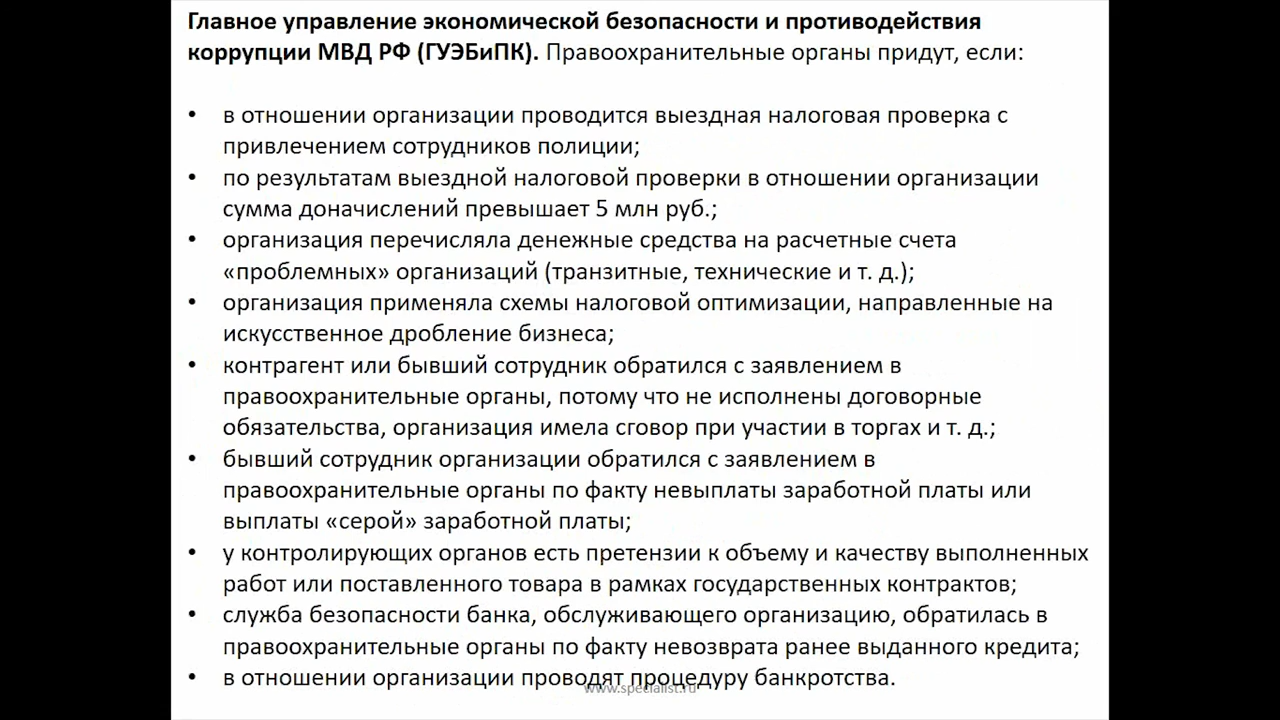 Главное управление экономической безопасности и противодействия
коррупции МВД РФ (ГУЭБиПК). Правоохранительные органы придут, если:
• в отношении организации проводится выездная налоговая проверка с
привлечением сотрудников полиции;
• по результатам выездной налоговой проверки в отношении организации
сумма доначислений превышает 5 млн руб.;
• организация перечисляла денежные средства на расчетные счета
«проблемных» организаций (транзитные, технические и т. д.);
• организация применяла схемы налоговой оптимизации, направленные на
искусственное дробление бизнеса;
• контрагент или бывший сотрудник обратился с заявлением в
правоохранительные органы, потому что не исполнены договорные
обязательства, организация имела сговор при участии в торгах и т. д.;
• бывший сотрудник организации обратился с заявлением в
правоохранительные органы по факту невыплаты заработной платы или
выплаты «серой» заработной платы;
• у контролирующих органов есть претензии к объему и качеству выполненных
работ или поставленного товара в рамках государственных контрактов;
• служба безопасности банка, обслуживающего организацию, обратилась в
правоохранительные органы по факту невозврата ранее выданного кредита;
• в отношении организации проводят процедуру банкротства.
www.specialist.ru